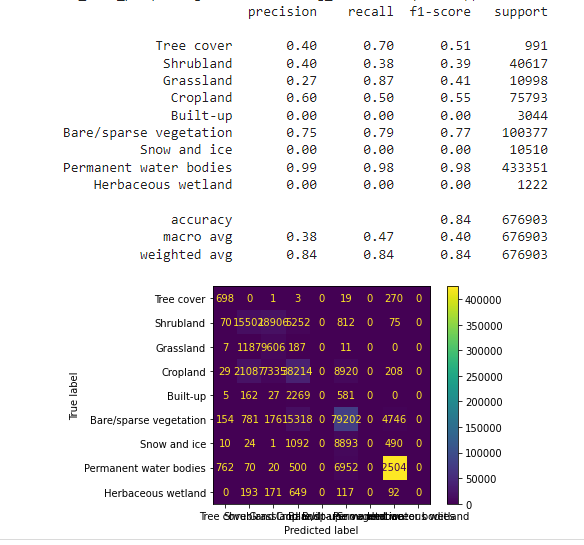 precision recall f1-score support
Tree cover 0.40 0.70 0.51 991
Shrubland 0.40 0.38 0.39 40617
Grassland 0.27 0.87 0.41 10998
Cropland 0.60 0.50 0.55 75793
Built-up 0.00 0.00 0.00 3044
Bare/sparse vegetation 0.75 0.79 0.77 100377
Snow and ice 0.00 0.00 0.00 10510
Permanent water bodies 0.99 0.98 0.98 433351
Herbaceous wetland 0.00 0.00 0.00 1222
accuracy 0.84 676903
macro avg 0.38 0.47 0.40 676903
weighted avg 0.84 0.84 0.84 676903
Tree cover 698 0 1 3 0 19 0 270 0
Shrubland 70 15502 18906 5252 0 812 0 75 0
Grassland 7 1187 9606 187 0 11 0 0 0
Cropland 29 21087 7335 38214 0 8920 0 208 0
Built-up 5 162 27 2269 0 581 0 0 0
Bare/sparse vegetation 154 781 176 15318 0 79202 0 4746 0
Snow and ice 10 24 1 1092 0 8893 0 490 0
Permanent water bodies 762 70 20 500 0 6952 0 2504 0
Herbaceous wetland 0 193 171 649 0 117 0 92 0
True label
Predicted label
400000
350000
300000
250000
200000
150000
100000
50000
0